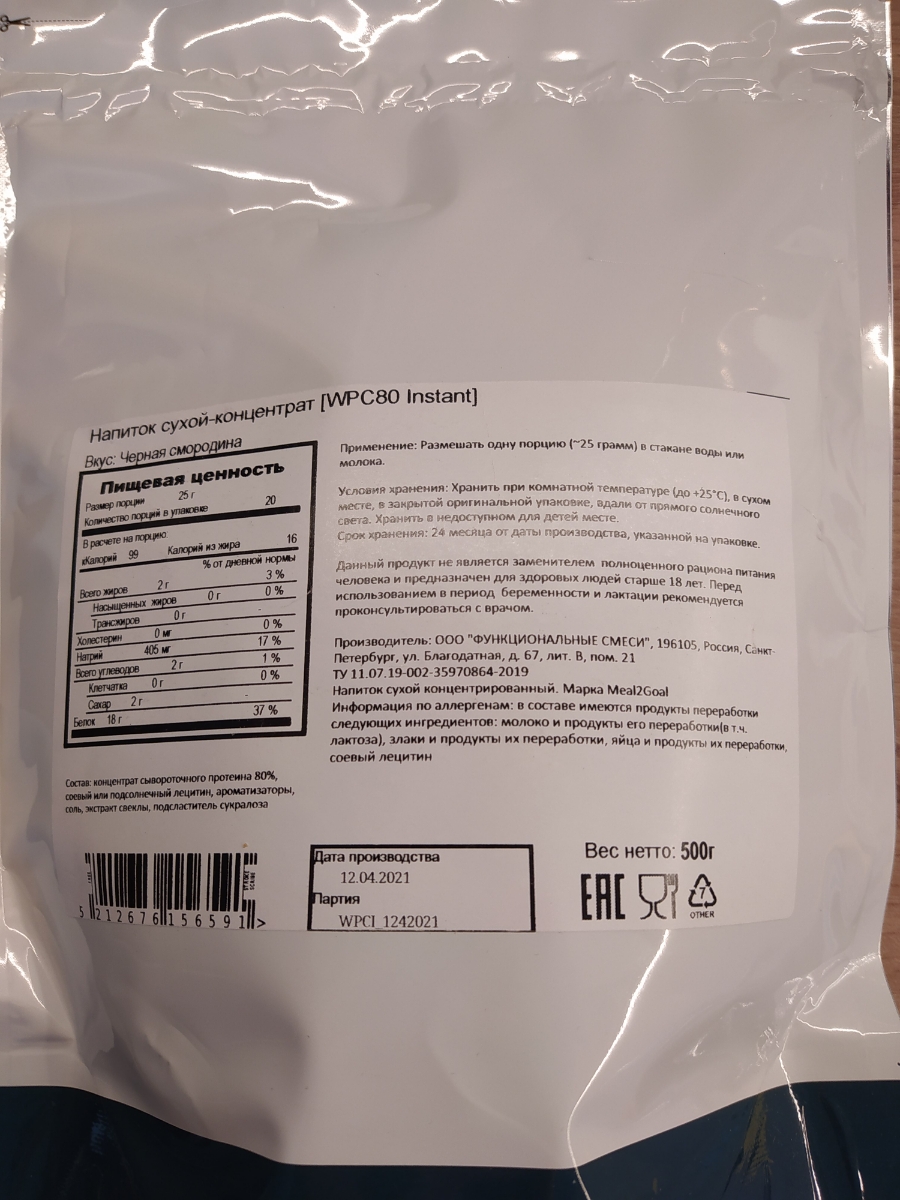 Напиток сухой-концентрат [WPC80 Instant]
Вкус: Черная смородина
Пищевая ценность
Размер порции 25 г
Количество порций в упаковке 20
В расчете на порцию:
кКалорий 99 Калорий из жира 16
% от дневной нормы
Всего жиров 2 г 3 %
Насыщенных жиров 0 г 0 %
Трансжиров 0 г -
Холестерин 0 мг 0 %
Натрий 405 мг 17 %
Всего углеводов 2 г 1 %
Клетчатка 0 г 0 %
Сахар 2 г -
Белок 18 г 37 %
Состав: концентрат сывороточного протеина 80%,
соевый или подсолнечный лецитин, ароматизаторы,
соль, экстракт свеклы, подсластитель сукралоза
Применение: Размешать одну порцию (~25 грамм) в стакане воды или
молока.
Условия хранения: Хранить при комнатной температуре (до +25°C), в сухом
месте, в закрытой оригинальной упаковке, вдали от прямого солнечного
света. Хранить в недоступном для детей месте.
Срок хранения: 24 месяца от даты производства, указанной на упаковке.
Данный продукт не является заменителем полноценного рациона питания
человека и предназначен для здоровых людей старше 18 лет. Перед
использованием в период беременности и лактации рекомендуется
проконсультироваться с врачом.
Производитель: ООО "ФУНКЦИОНАЛЬНЫЕ СМЕСИ", 196105, Россия, Санкт-
Петербург, ул. Благодатная, д. 67, лит. В, пом. 21
ТУ 11.07.19-002-35970864-2019
Напиток сухой концентрированный. Марка Meal2Goal
Информация по аллергенам: в составе имеются продукты переработки
следующих ингредиентов: молоко и продукты его переработки(в т.ч.
лактоза), злаки и продукты их переработки, яйца и продукты их переработки,
соевый лецитин
5 212676 156591 >
Дата производства
12.04.2021
Партия
WPCI_1242021
Вес нетто: 500г
EAC
7
OTHER